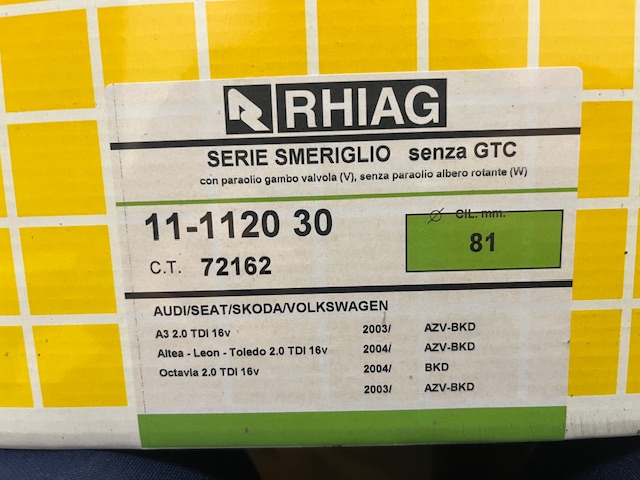 RHIAG
SERIE SMERIGLIO senza GTC
con paraolio gambo valvola (V), senza paraolio albero rotante (W)
11-1120 30
Ø CIL. mm.
81
C.T. 72162
AUDI/SEAT/SKODA/VOLKSWAGEN
A3 2.0 TDI 16v 2003/ AZV-BKD
Altea - Leon - Toledo 2.0 TDI 16v 2004/ AZV-BKD
Octavia 2.0 TDI 16v 2004/ BKD
2003/ AZV-BKD